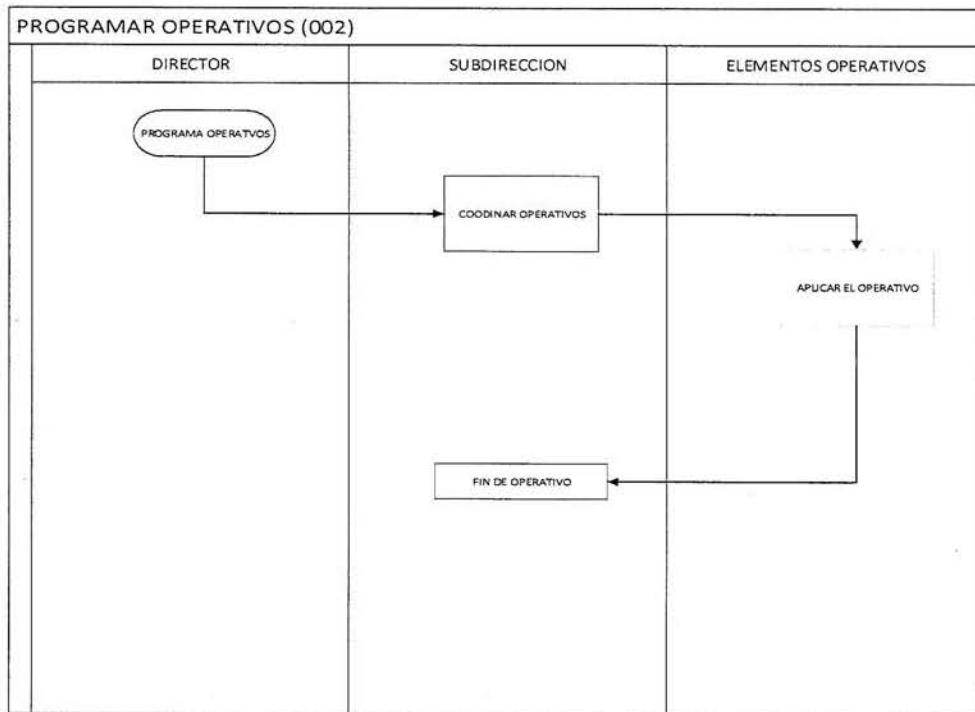 PROGRAMAR OPERATIVOS (002)
DIRECTOR
SUBDIRECCION
ELEMENTOS OPERATIVOS
PROGRAMA OPERATVOS
COODINAR OPERATIVOS
APLICAR EL OPERATIVO
FIN DE OPERATIVO